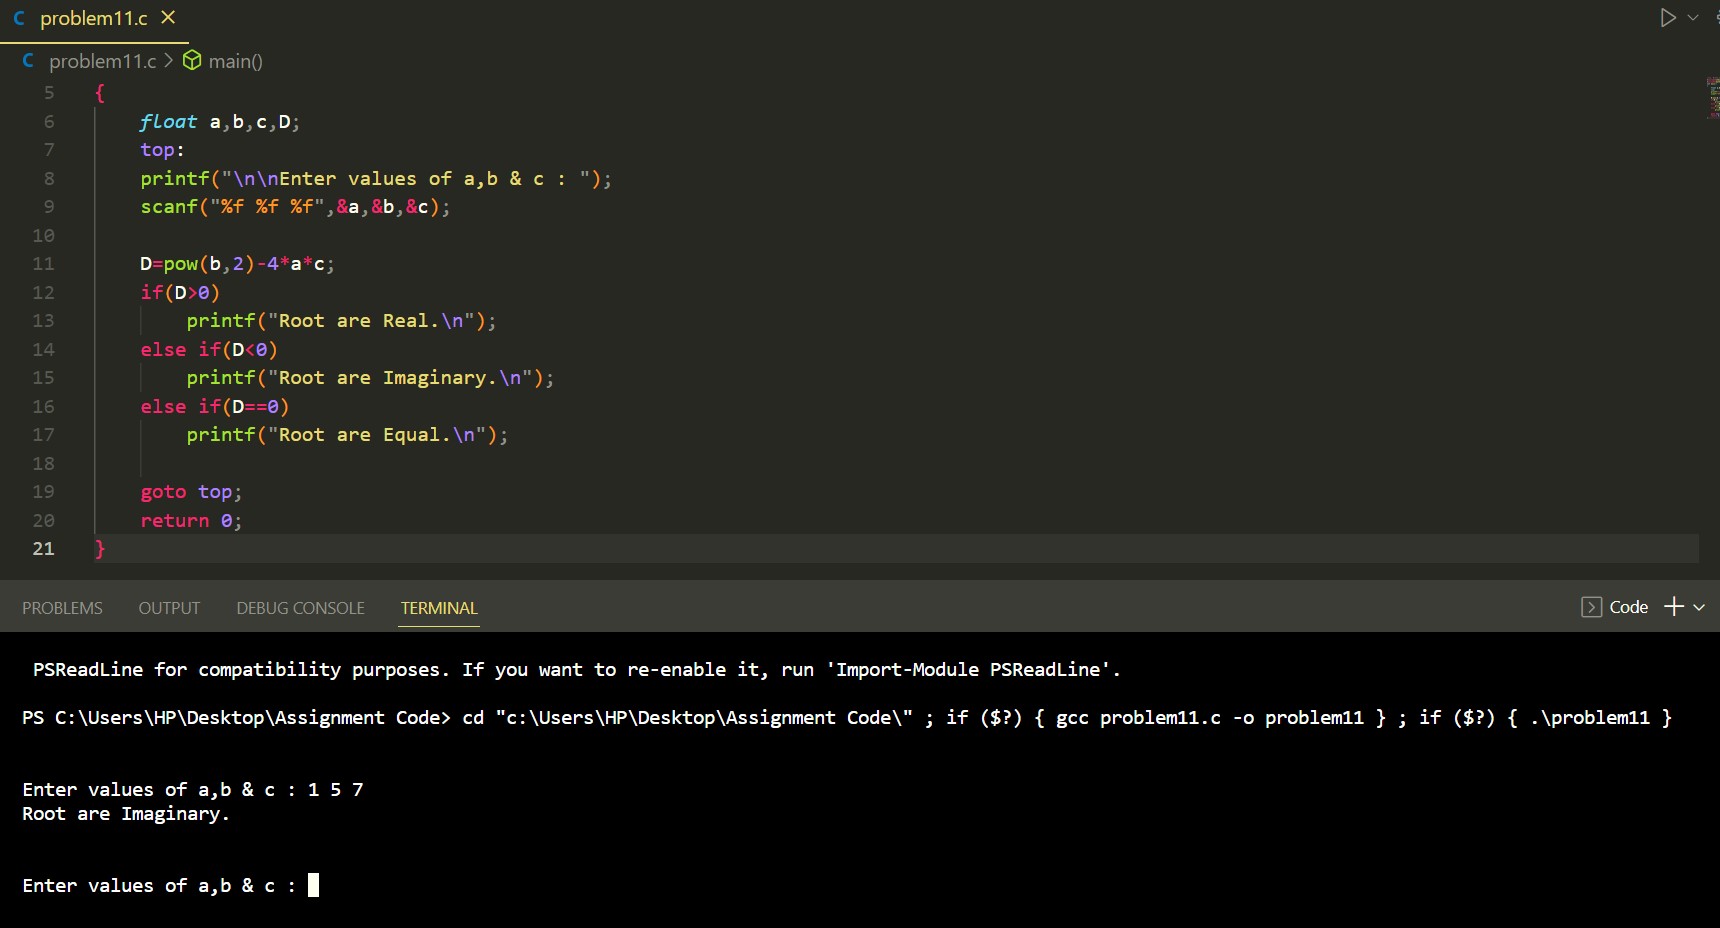 C problem11.c ×
C problem11.c > main()
5 {
6     float a,b,c,D;
7     top:
8     printf("\n\nEnter values of a,b & c : ");
9     scanf("%f %f %f",&a,&b,&c);
10
11     D=pow(b,2)-4*a*c;
12     if(D>0)
13         printf("Root are Real.\n");
14     else if(D<0)
15         printf("Root are Imaginary.\n");
16     else if(D==0)
17         printf("Root are Equal.\n");
18
19     goto top;
20     return 0;
21 }
PROBLEMS OUTPUT DEBUG CONSOLE TERMINAL Code
PSReadLine for compatibility purposes. If you want to re-enable it, run 'Import-Module PSReadLine'.
PS C:\Users\HP\Desktop\Assignment Code> cd "c:\Users\HP\Desktop\Assignment Code\" ; if ($?) { gcc problem11.c -o problem11 } ; if ($?) { .\problem11 }
Enter values of a,b & c : 1 5 7
Root are Imaginary.
Enter values of a,b & c :